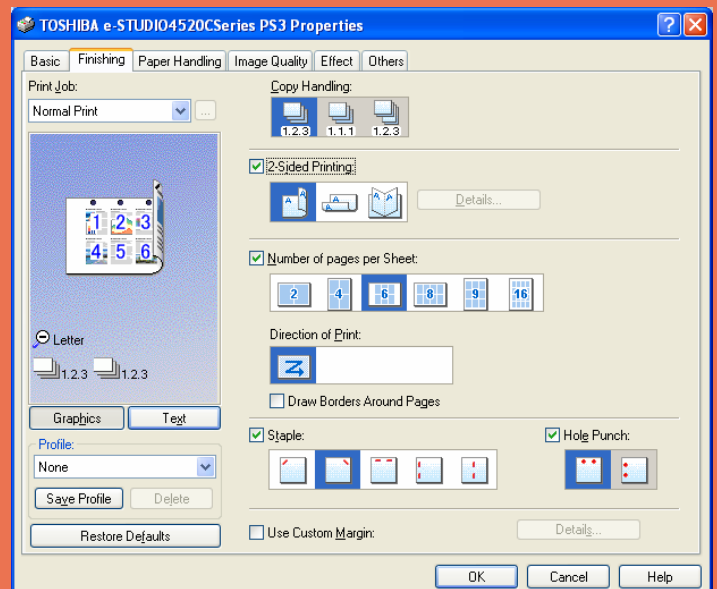 TOSHIBA e-STUDIO4520CSeries PS3 Properties
Basic Finishing Paper Handling Image Quality Effect Others
Print Job:
Normal Print
...
Copy Handling:
1.2.3 1.1.1 1.2.3
2-Sided Printing:
A A A A A
Details...
1 2 3
4 5 6
Number of pages per Sheet:
2 4 6 8 9 16
Letter
1.2.3 1.2.3
Direction of Print:
Draw Borders Around Pages
Graphics Text
Profile:
None
Save Profile Delete
Restore Defaults
Staple:
Hole Punch:
Use Custom Margin:
Details...
OK Cancel Help